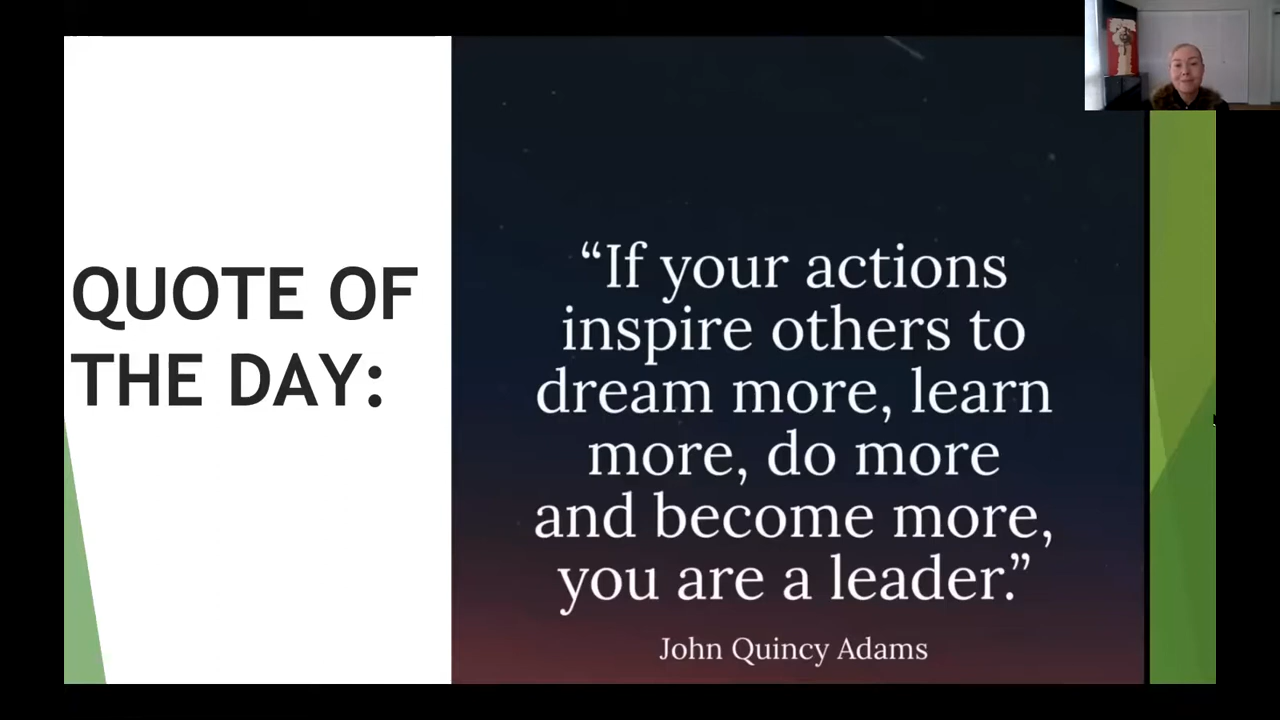 QUOTE OF
THE DAY:
“If your actions
inspire others to
dream more, learn
more, do more
and become more,
you are a leader.”
John Quincy Adams